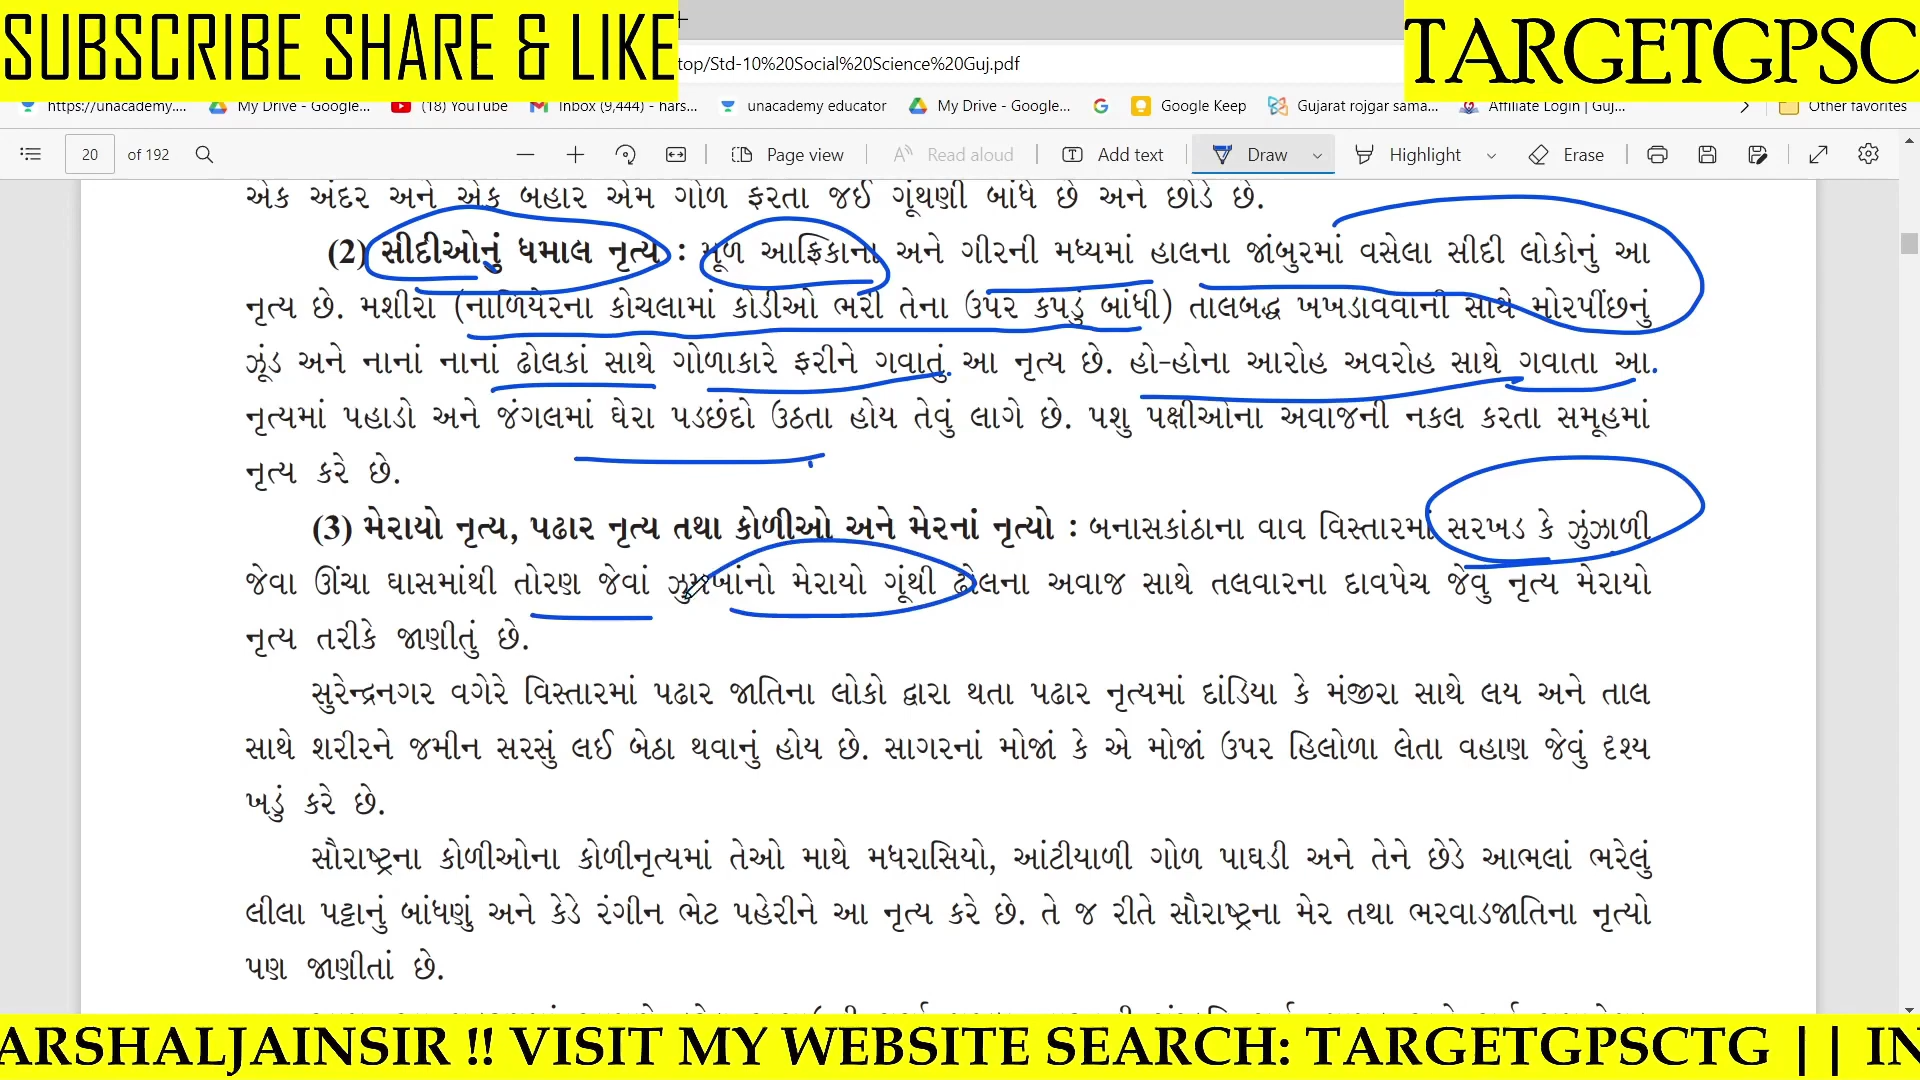 SUBSCRIBE SHARE & LIKE
TARGETGPSC
top/Std-10%20Social%20Science%20Guj.pdf
https://unacademy.... My Drive - Google... (18) YouTube Inbox (9,444) - hars... unacademy educator My Drive - Google... Google Keep Gujarat rojgar sama... Affiliate Login | Guj... Other favorites
20 of 192 Page view Read aloud Add text Draw Highlight Erase
એક અંદર અને એક બહાર એમ ગોળ ફરતા જઈ ગૂંથણી બાંધે છે અને છોડે છે.
(2) સીદીઓનું ધમાલ નૃત્ય : મૂળ આફ્રિકાના અને ગીરની મધ્યમાં હાલના જાંબુરમાં વસેલા સીદી લોકોનું આ
નૃત્ય છે. મશીરા (નાળિયેરના કોચલામાં કોડીઓ ભરી તેના ઉપર કપડું બાંધી) તાલબદ્ધ ખખડાવવાની સાથે મોરપીંછનું
ઝૂંડ અને નાનાં નાનાં ઢોલકાં સાથે ગોળાકારે ફરીને ગવાતું આ નૃત્ય છે. હો-હોના આરોહ અવરોહ સાથે ગવાતા આ
નૃત્યમાં પહાડો અને જંગલમાં ઘેરા પડછંદો ઉઠતા હોય તેવું લાગે છે. પશુ પક્ષીઓના અવાજની નકલ કરતા સમૂહમાં
નૃત્ય કરે છે.
(3) મેરાયો નૃત્ય, પઢાર નૃત્ય તથા કોળીઓ અને મેરનાં નૃત્યો : બનાસકાંઠાના વાવ વિસ્તારમાં સરખડ કે ઝુંઝાળી
જેવા ઊંચા ઘાસમાંથી તોરણ જેવાં ઝુમખાંનો મેરાયો ગૂંથી ઢોલના અવાજ સાથે તલવારના દાવપેચ જેવુ નૃત્ય મેરાયો
નૃત્ય તરીકે જાણીતું છે.
સુરેન્દ્રનગર વગેરે વિસ્તારમાં પઢાર જાતિના લોકો દ્વારા થતા પઢાર નૃત્યમાં દાંડિયા કે મંજીરા સાથે લય અને તાલ
સાથે શરીરને જમીન સરસું લઈ બેઠા થવાનું હોય છે. સાગરનાં મોજાં કે એ મોજાં ઉપર હિલોળા લેતા વહાણ જેવું દૃશ્ય
ખડું કરે છે.
સૌરાષ્ટ્રના કોળીઓના કોળીનૃત્યમાં તેઓ માથે મધરાસિયો, આંટીયાળી ગોળ પાઘડી અને તેને છેડે આભલાં ભરેલું
લીલા પટ્ટાનું બાંધણું અને કેડે રંગીન ભેટ પહેરીને આ નૃત્ય કરે છે. તે જ રીતે સૌરાષ્ટ્રના મેર તથા ભરવાડજાતિના નૃત્યો
પણ જાણીતાં છે.
ARSHALJAINSIR !! VISIT MY WEBSITE SEARCH: TARGETGPSCTG || IN